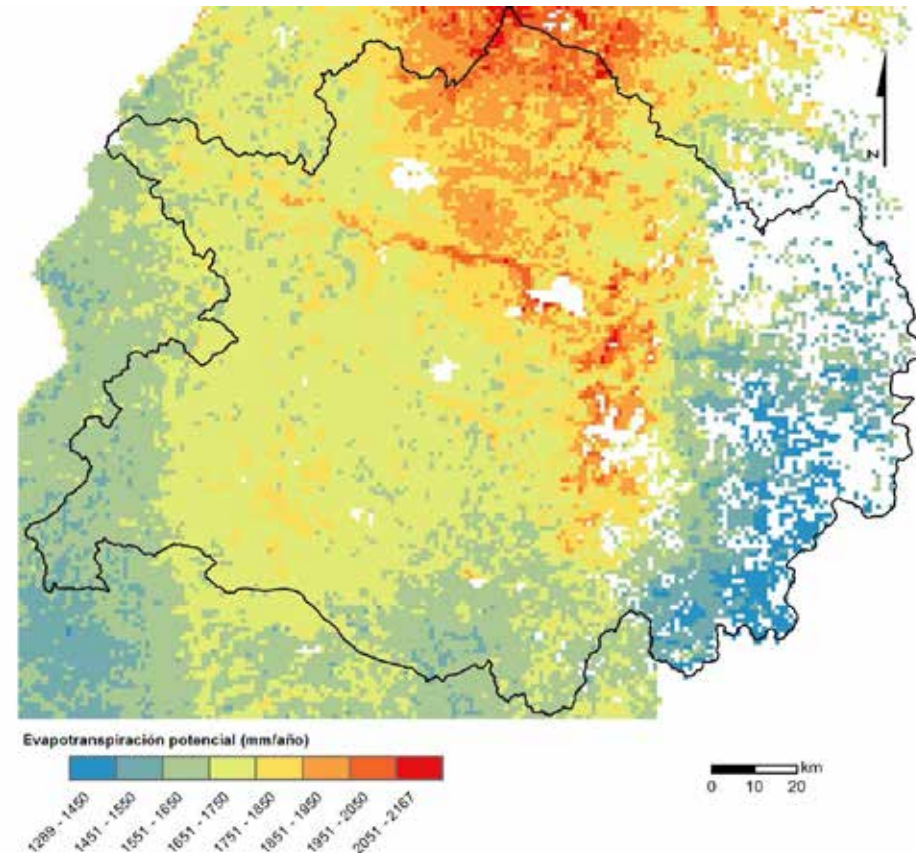 N
Evapotranspiración potencial (mm/año)
1289 - 1450
1451 - 1550
1551 - 1650
1651 - 1750
1751 - 1850
1851 - 1950
1951 - 2050
2051 - 2167
km
0 10 20